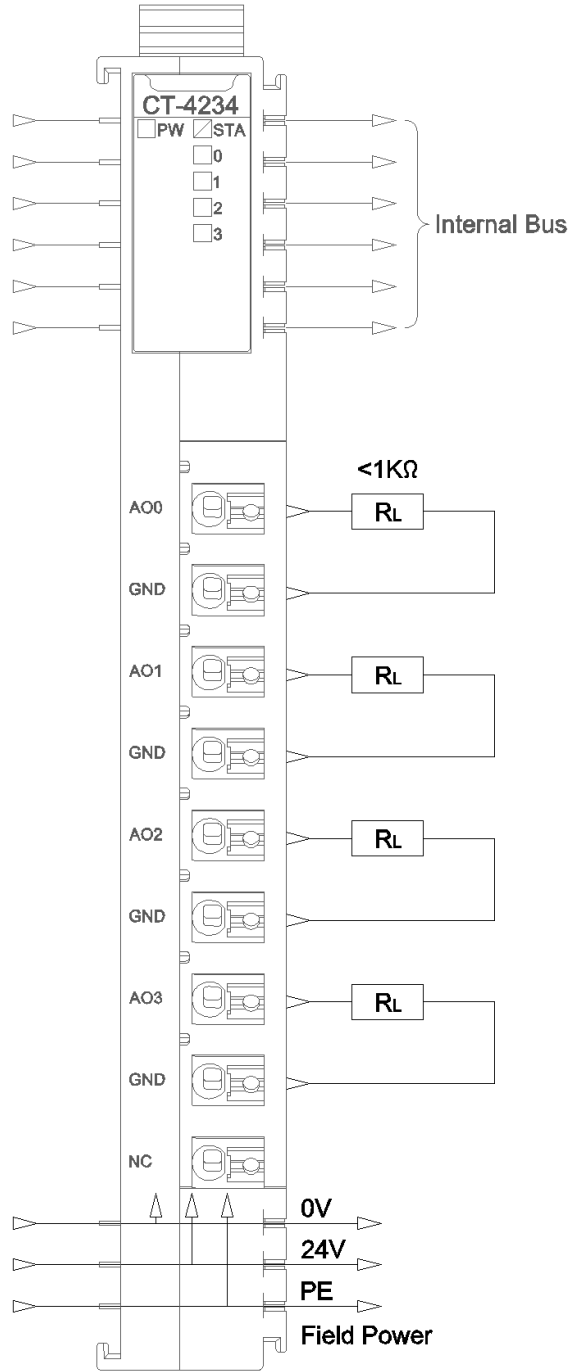 CT-4234
PW STA
0
1
2
3
Internal Bus
<1KΩ
AO0 RL
GND
AO1 RL
GND
AO2 RL
GND
AO3 RL
GND
NC
0V
24V
PE
Field Power